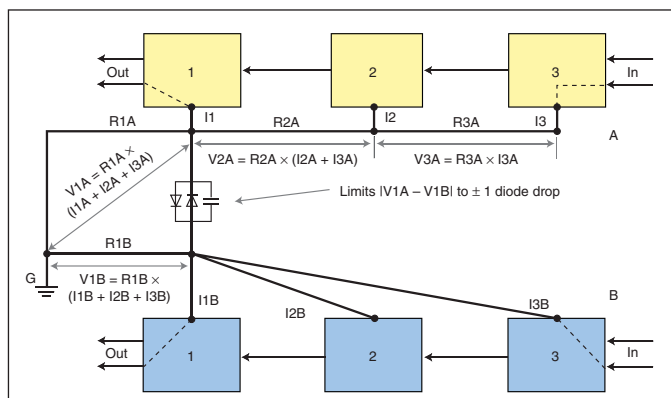 1
2
3
Out
In
I1
I2
I3
R1A
R2A
R3A
A
V1A = R1A ×
(I1A + I2A + I3A)
V2A = R2A × (I2A + I3A)
V3A = R3A × I3A
Limits |V1A – V1B| to ± 1 diode drop
R1B
G
V1B = R1B ×
(I1B + I2B + I3B)
I1B
I2B
I3B
B
Out
1
2
3
In